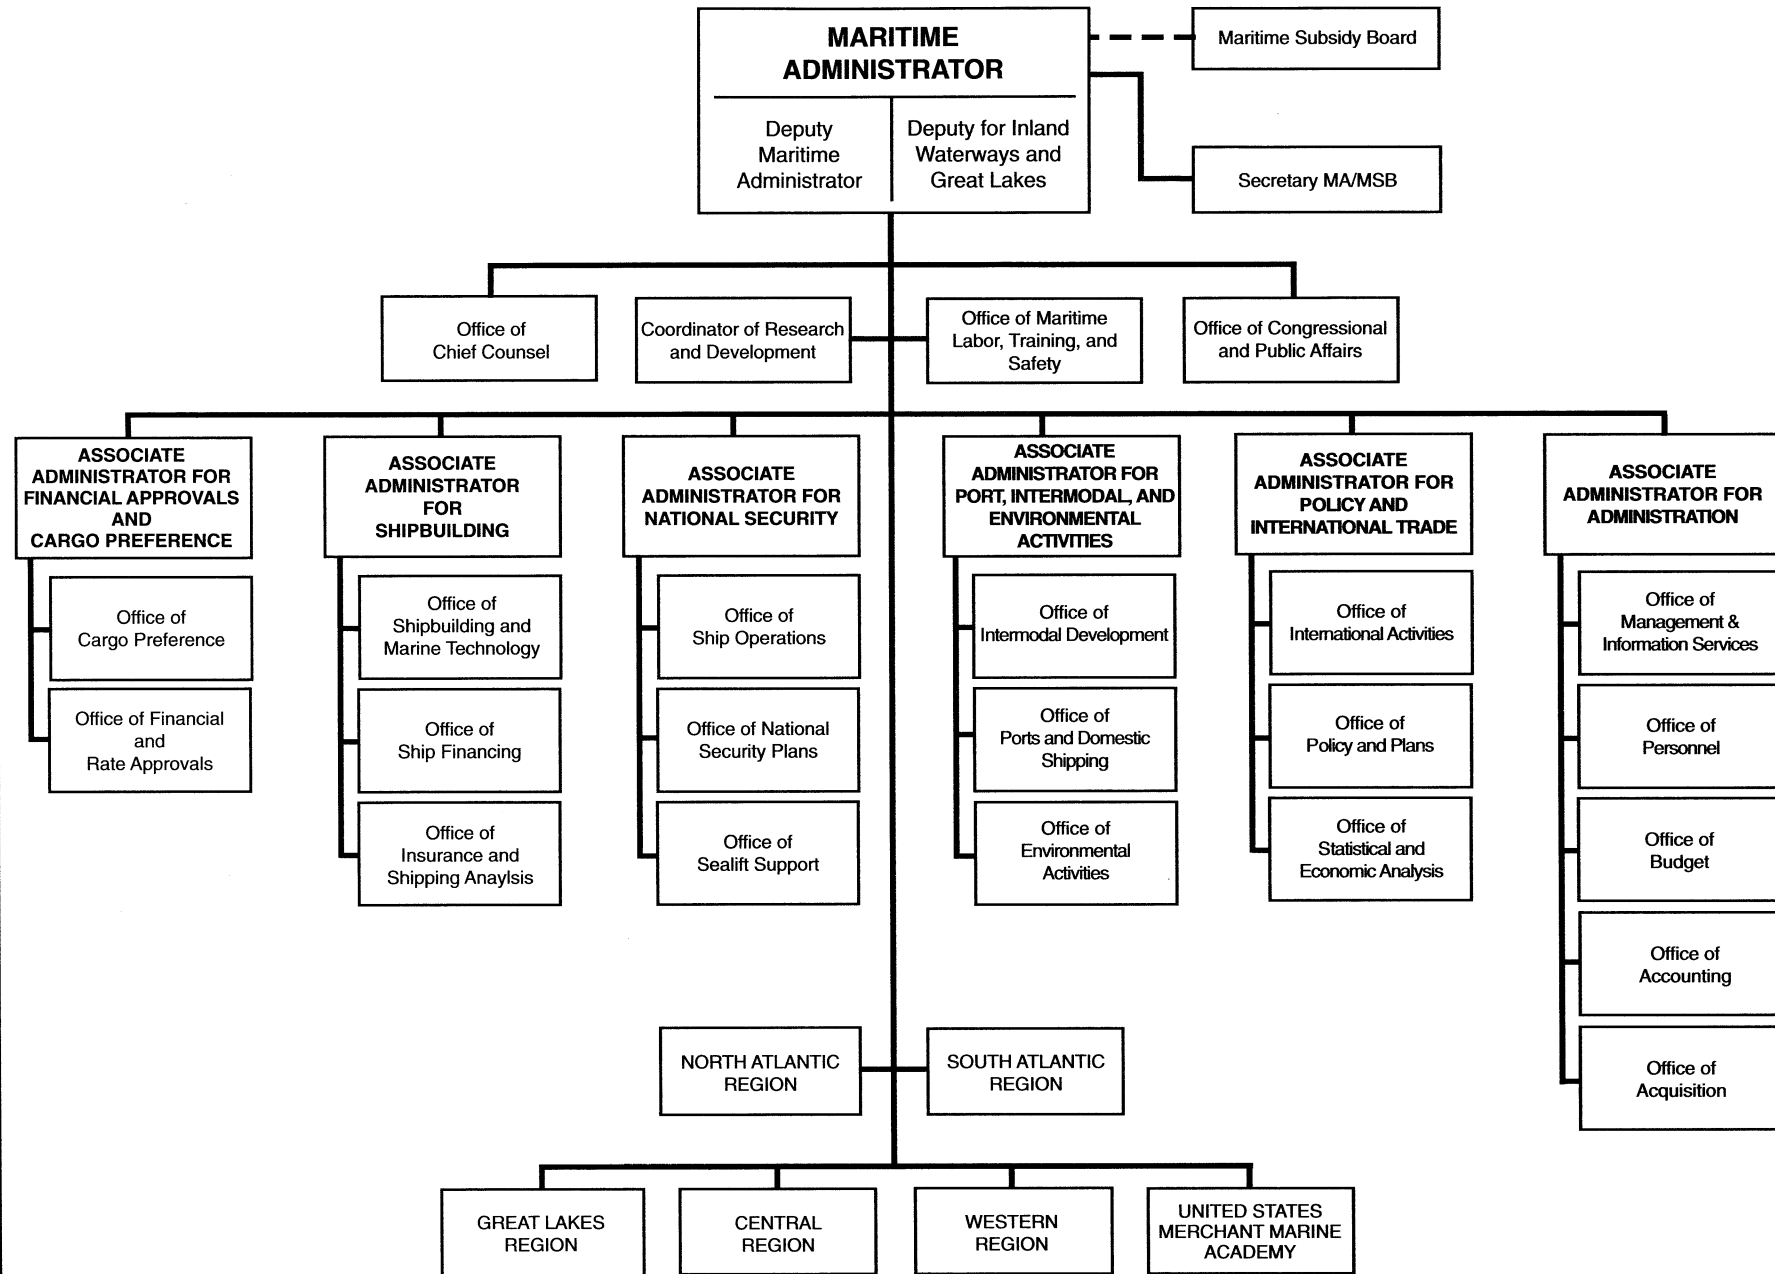 MARITIME
ADMINISTRATOR
Deputy
Maritime
Administrator
Deputy for Inland
Waterways and
Great Lakes
Maritime Subsidy Board
Secretary MA/MSB
Office of
Chief Counsel
Coordinator of Research
and Development
Office of Maritime
Labor, Training, and
Safety
Office of Congressional
and Public Affairs
ASSOCIATE
ADMINISTRATOR FOR
FINANCIAL APPROVALS
AND
CARGO PREFERENCE
Office of
Cargo Preference
Office of Financial
and
Rate Approvals
ASSOCIATE
ADMINISTRATOR
FOR
SHIPBUILDING
Office of
Shipbuilding and
Marine Technology
Office of
Ship Financing
Office of
Insurance and
Shipping Anaylsis
ASSOCIATE
ADMINISTRATOR FOR
NATIONAL SECURITY
Office of
Ship Operations
Office of National
Security Plans
Office of
Sealift Support
ASSOCIATE
ADMINISTRATOR FOR
PORT, INTERMODAL, AND
ENVIRONMENTAL
ACTIVITIES
Office of
Intermodal Development
Office of
Ports and Domestic
Shipping
Office of
Environmental
Activities
ASSOCIATE
ADMINISTRATOR FOR
POLICY AND
INTERNATIONAL TRADE
Office of
International Activities
Office of
Policy and Plans
Office of
Statistical and
Economic Analysis
ASSOCIATE
ADMINISTRATOR FOR
ADMINISTRATION
Office of
Management &
Information Services
Office of
Personnel
Office of
Budget
Office of
Accounting
Office of
Acquisition
NORTH ATLANTIC
REGION
SOUTH ATLANTIC
REGION
GREAT LAKES
REGION
CENTRAL
REGION
WESTERN
REGION
UNITED STATES
MERCHANT MARINE
ACADEMY